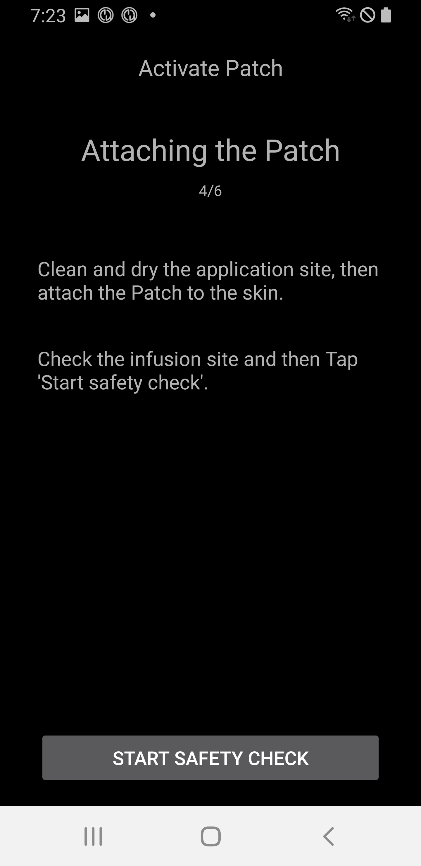 7:23
Activate Patch
Attaching the Patch
4/6
Clean and dry the application site, then
attach the Patch to the skin.
Check the infusion site and then Tap
'Start safety check'.
START SAFETY CHECK